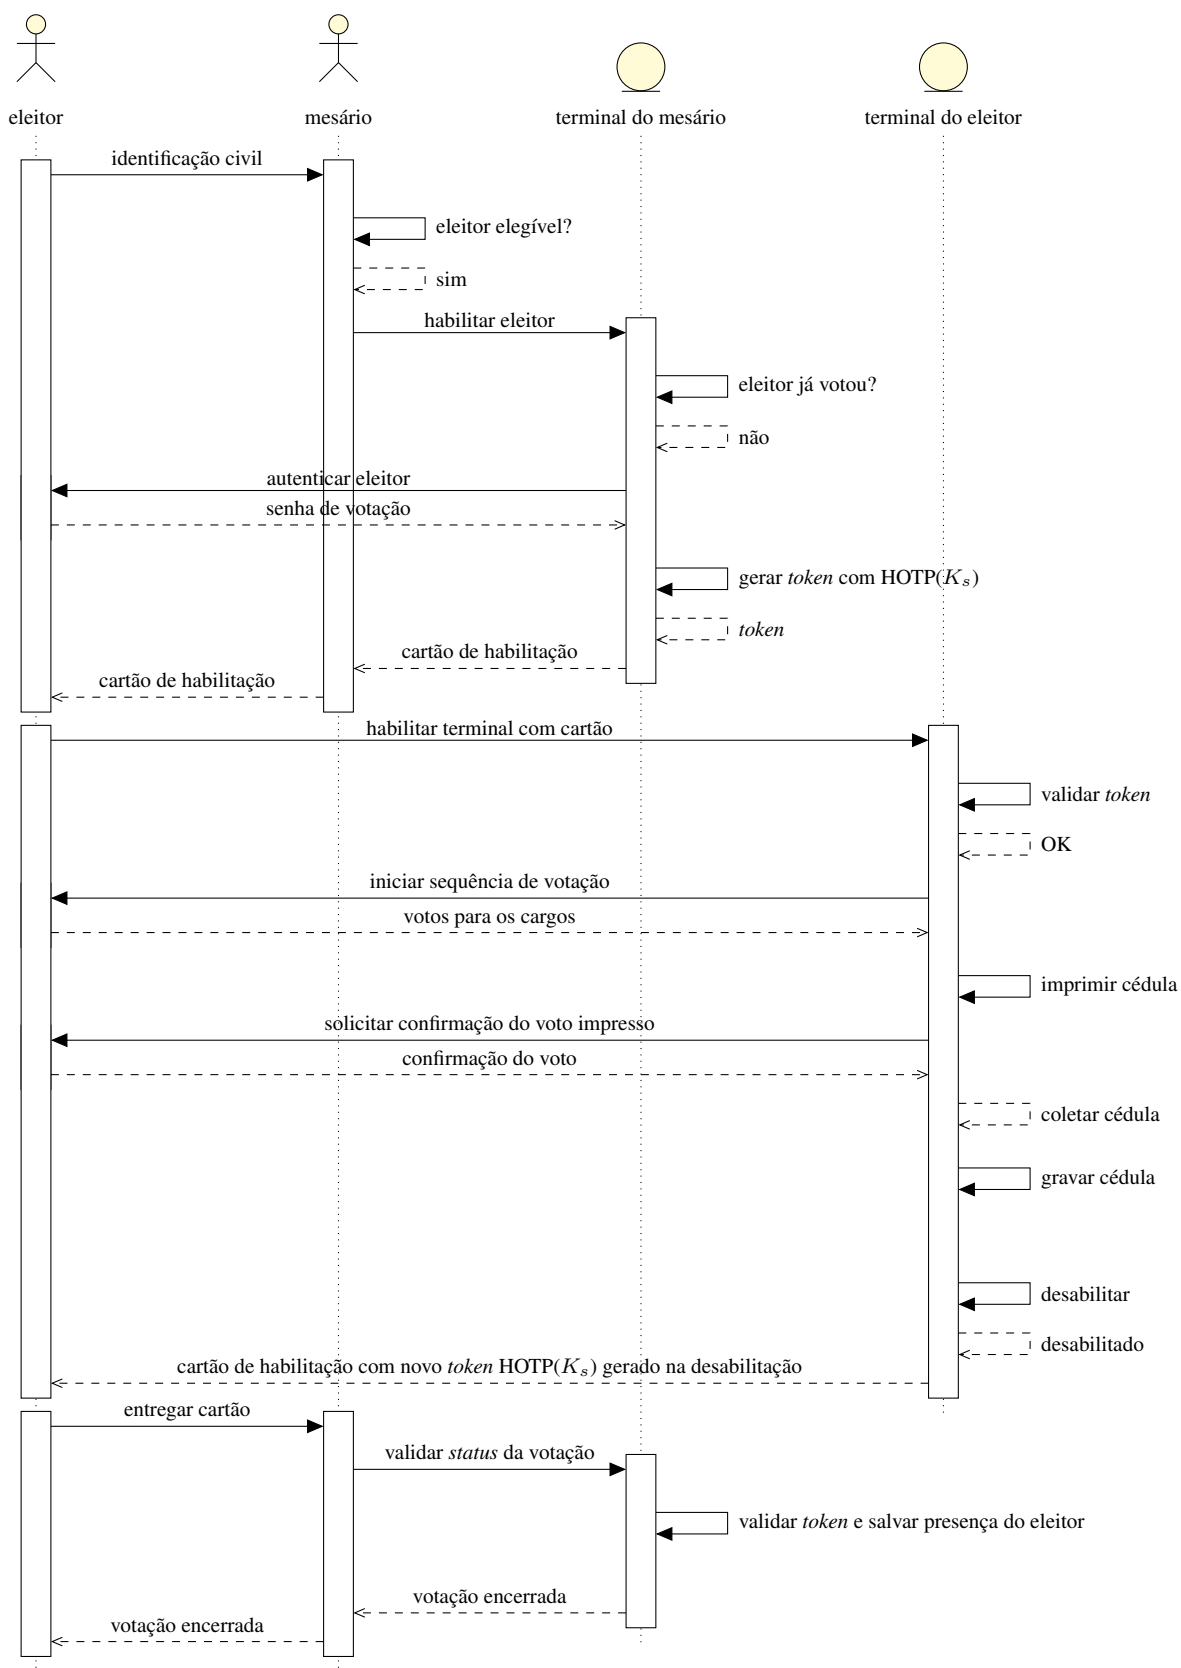 eleitor
mesário
terminal do mesário
terminal do eleitor
identificação civil
eleitor elegível?
sim
habilitar eleitor
eleitor já votou?
não
autenticar eleitor
senha de votação
gerar token com HOTP(Kₛ)
token
cartão de habilitação
cartão de habilitação
habilitar terminal com cartão
validar token
OK
iniciar sequência de votação
votos para os cargos
imprimir cédula
solicitar confirmação do voto impresso
confirmação do voto
coletar cédula
gravar cédula
desabilitar
desabilitado
cartão de habilitação com novo token HOTP(Kₛ) gerado na desabilitação
entregar cartão
validar status da votação
validar token e salvar presença do eleitor
votação encerrada
votação encerrada